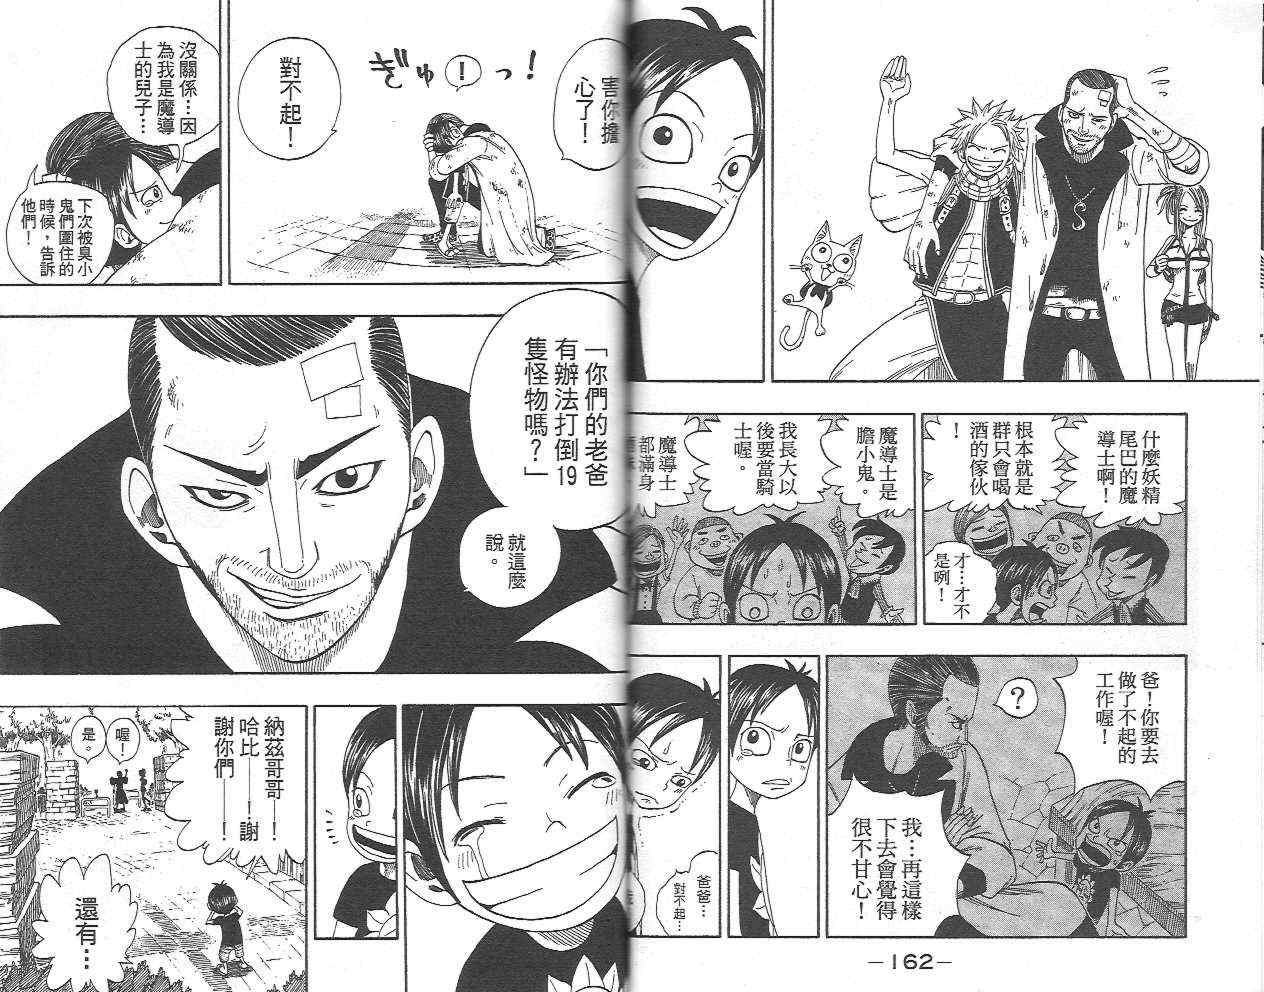 什麼妖精
尾巴的魔
導士啊！
根本就是
群只會喝
酒的傢伙
！
才…才不
是咧！
魔導士是
膽小鬼。
我長大以
後要當騎
士喔。
魔導士
都滿身
爸！你要去
做了不起的
工作喔！
？
我…再這樣
下去會覺得
很不甘心！
爸爸…
對不起…
－162－
害你擔
心了！
ぎゅ！っ！
對不起！
沒關係…因
為我是魔導
士的兒子…
下次被臭小
鬼們圍住的
時候，告訴
他們！
「你們的老爸
有辦法打倒19
隻怪物嗎？」
就這麼
說。
納茲哥哥——！
哈比——！謝
謝你們——！
喔！
是。
還有…